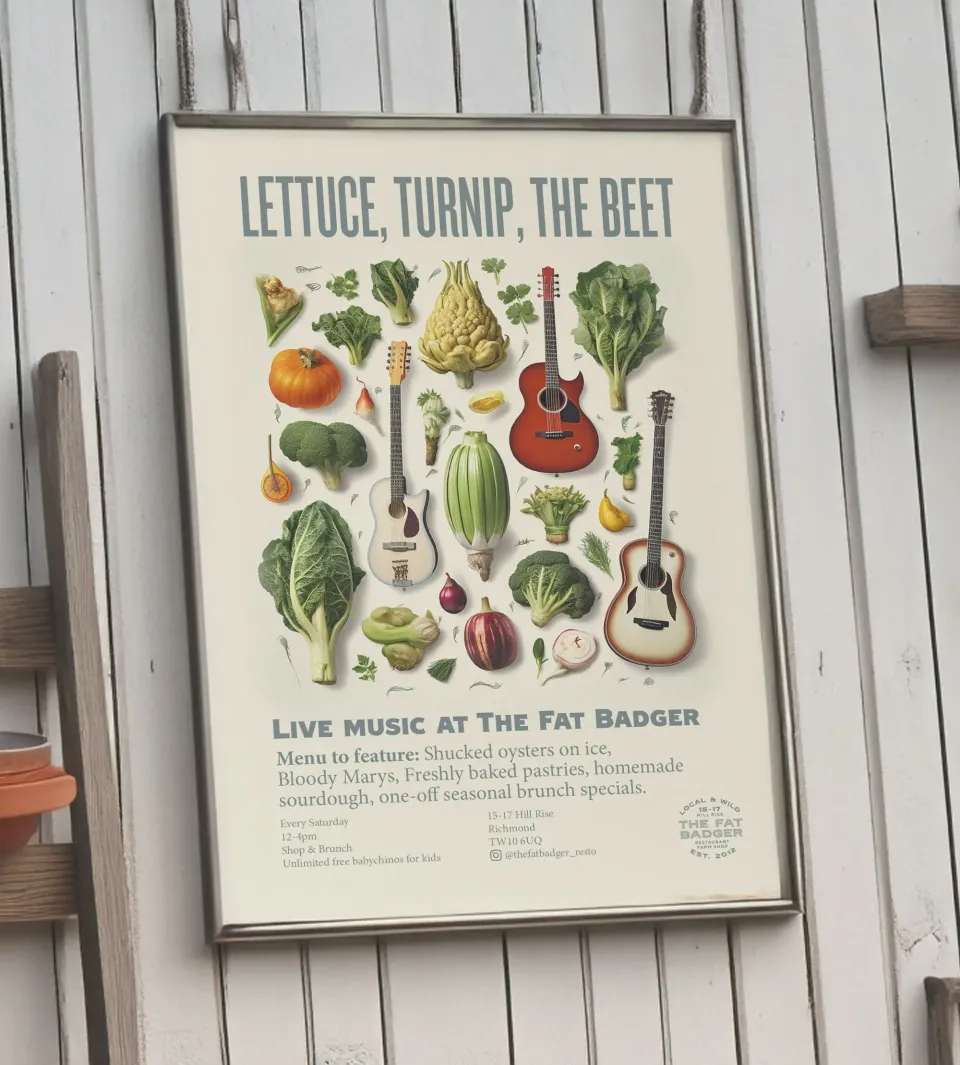 LETTUCE, TURNIP, THE BEET
LIVE MUSIC AT THE FAT BADGER
Menu to feature: Shucked oysters on ice,
Bloody Marys, Freshly baked pastries, homemade
sourdough, one-off seasonal brunch specials.
Every Saturday
12-4pm
Shop & Brunch
Unlimited free babychinos for kids
15-17 Hill Rise
Richmond
TW10 6UQ
@thefatbadger_resto
LOCAL & WILD
15-17
HILL RISE
THE FAT
BADGER
RESTAURANT
FARM SHOP
EST. 2012